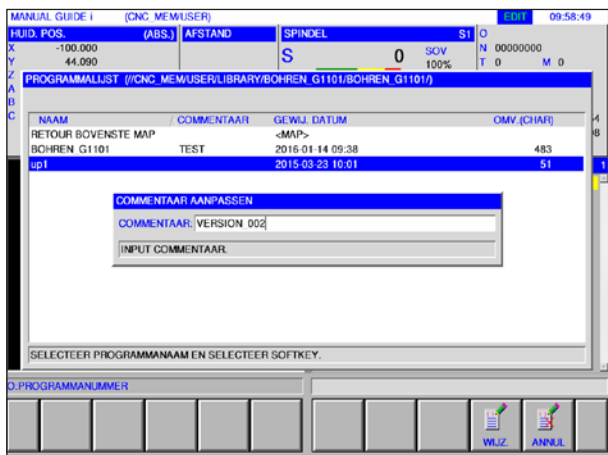 MANUAL GUIDE i (CNC_MEM/USER) EDIT 09:58:49
HUID. POS. (ABS.) AFSTAND SPINDEL S1 O
X -100.000 S 0 SOV 100% N 00000000
Y 44.090 T 0 M 0
Z
A
B
C
PROGRAMMALIJST (//CNC_MEM/USER/LIBRARY/BOHREN_G1101/BOHREN_G1101/)
NAAM / COMMENTAAR GEWIJ. DATUM OMV.(CHAR)
RETOUR BOVENSTE MAP <MAP>
BOHREN_G1101 TEST 2016-01-14 09:38 483
up1 2015-03-23 10:01 51
COMMENTAAR AANPASSEN
COMMENTAAR: VERSION 002
INPUT COMMENTAAR.
SELECTEER PROGRAMMANAAM EN SELECTEER SOFTKEY.
O:PROGRAMMANUMMER
WIJZ. ANNUL